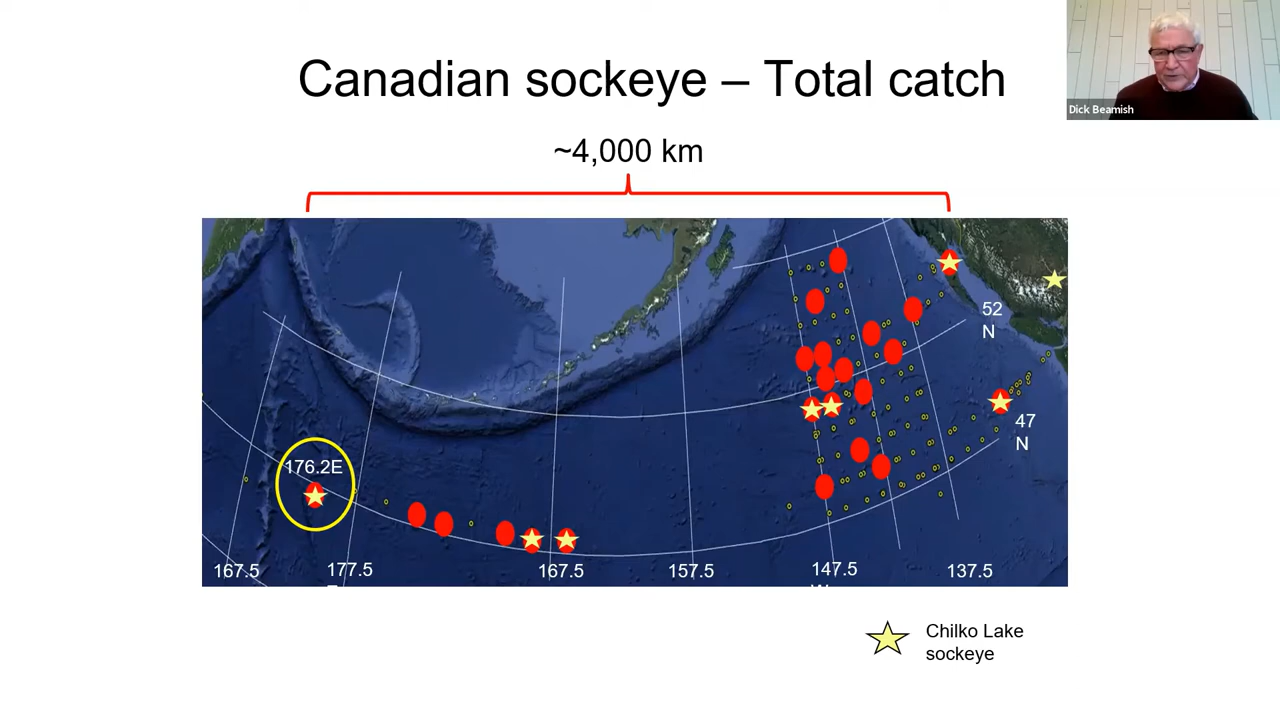 Canadian sockeye – Total catch
Dick Beamish
~4,000 km
52
N
47
N
176.2E
167.5
177.5
167.5
157.5
147.5
137.5
Chilko Lake
sockeye